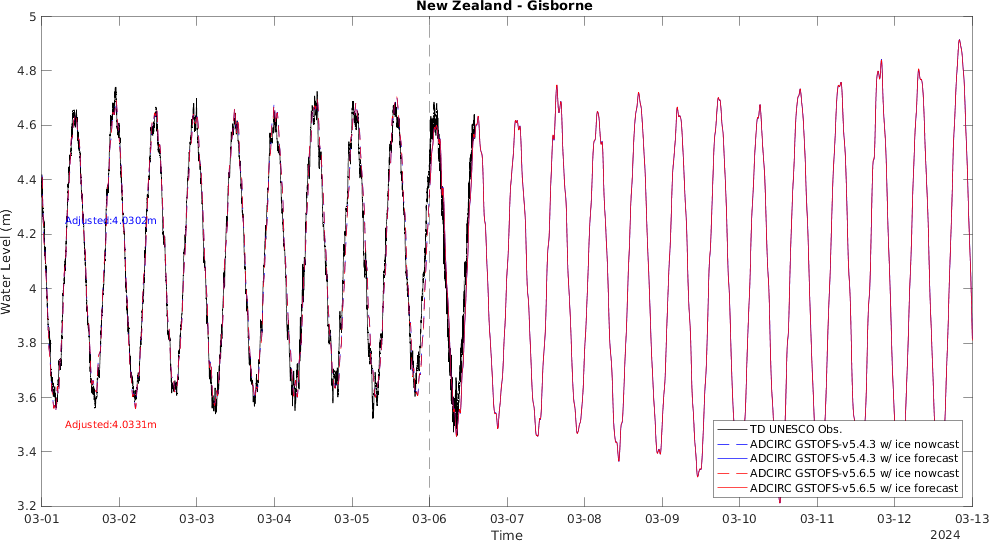 New Zealand - Gisborne
Water Level (m)
5
4.8
4.6
4.4
4.2
4
3.8
3.6
3.4
3.2
Adjusted:4.0302m
Adjusted:4.0331m
TD UNESCO Obs.
ADCIRC GSTOFS-v5.4.3 w/ ice nowcast
ADCIRC GSTOFS-v5.4.3 w/ ice forecast
ADCIRC GSTOFS-v5.6.5 w/ ice nowcast
ADCIRC GSTOFS-v5.6.5 w/ ice forecast
03-01 03-02 03-03 03-04 03-05 03-06 03-07 03-08 03-09 03-10 03-11 03-12 03-13
Time
2024